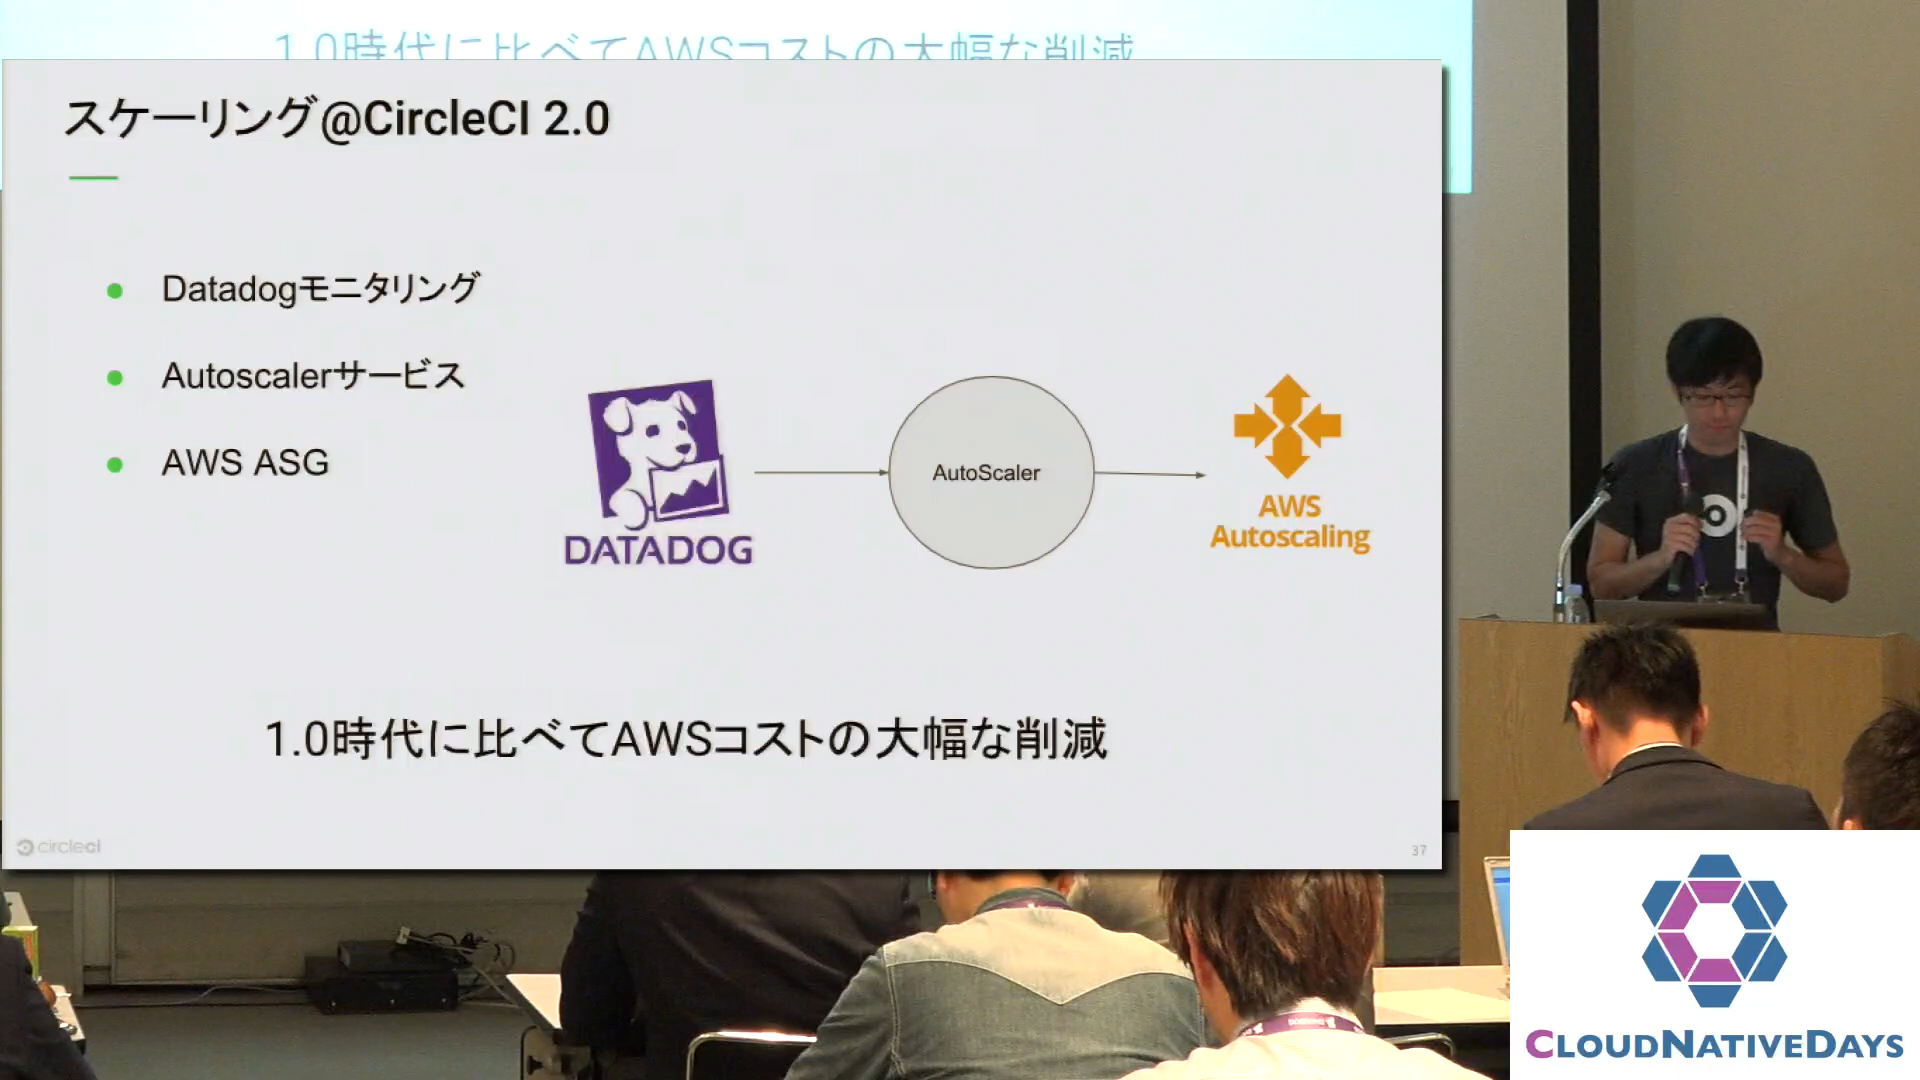 1.0時代に比べてAWSコストの大幅な削減
スケーリング@CircleCI 2.0
Datadogモニタリング
Autoscalerサービス
AWS ASG
DATADOG
AutoScaler
AWS
Autoscaling
1.0時代に比べてAWSコストの大幅な削減
circleci
37
CLOUDNATIVEDAYS